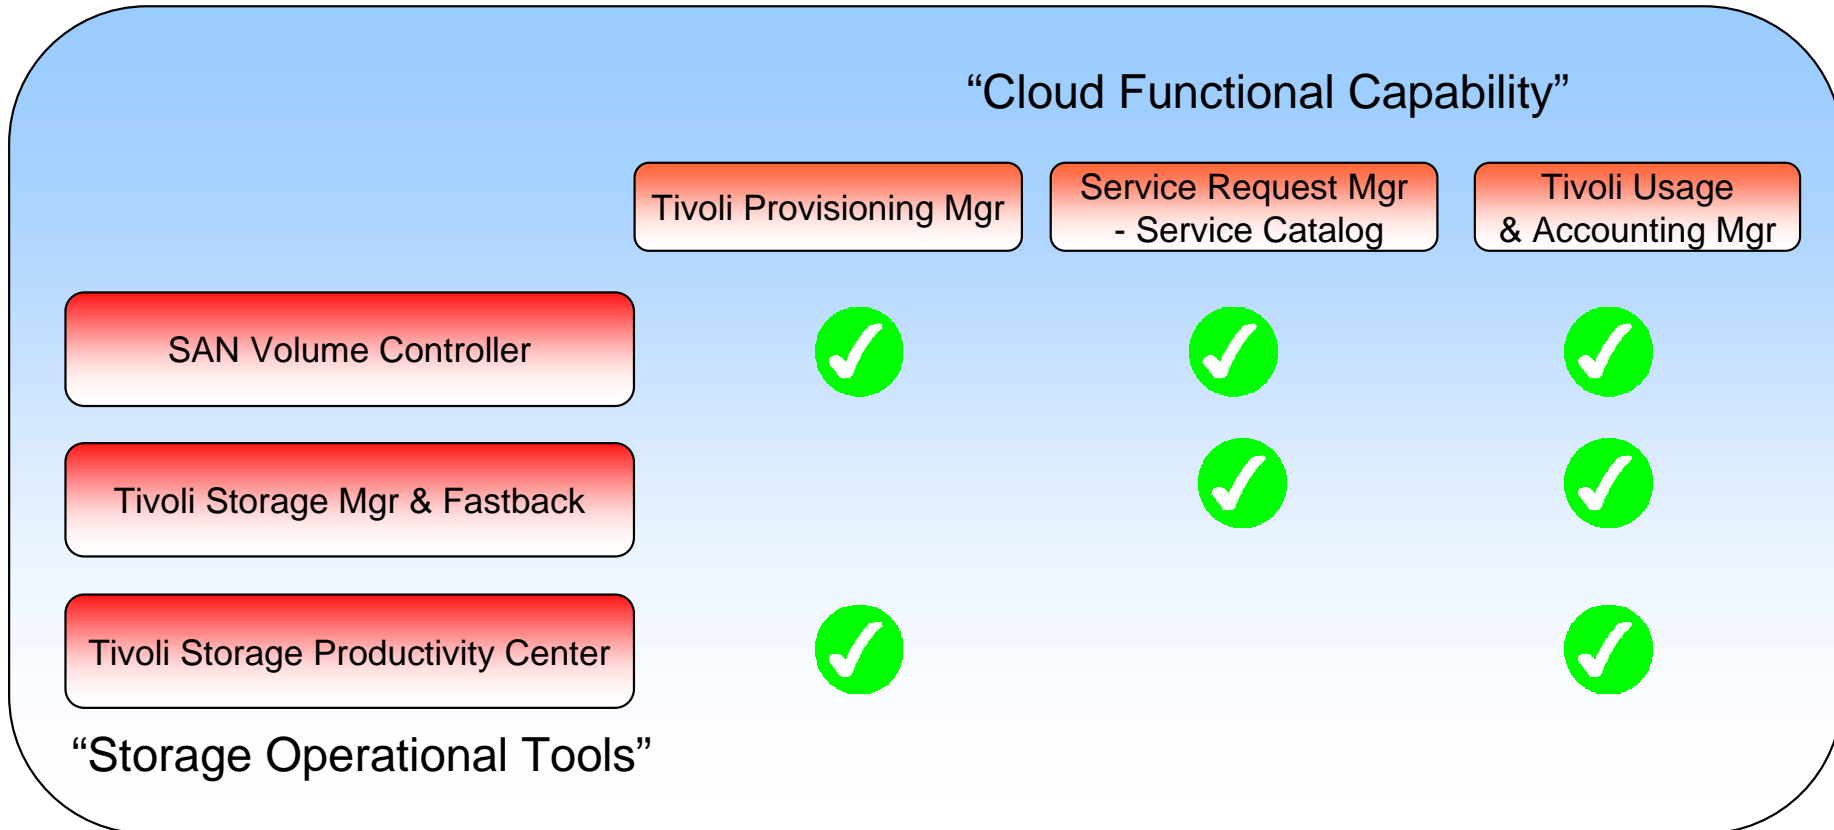 “Cloud Functional Capability”
Tivoli Provisioning Mgr
Service Request Mgr
- Service Catalog
Tivoli Usage
& Accounting Mgr
SAN Volume Controller
Tivoli Storage Mgr & Fastback
Tivoli Storage Productivity Center
“Storage Operational Tools”